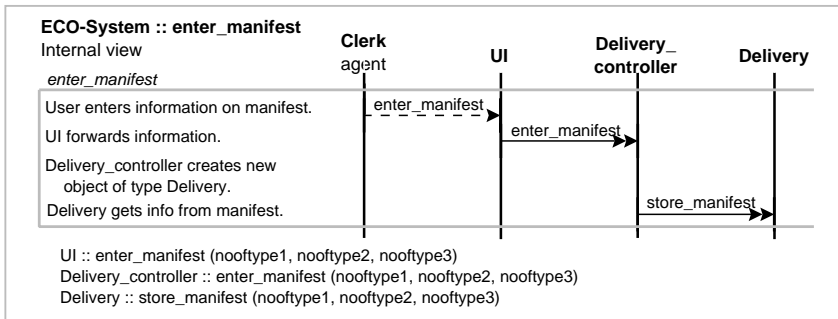 ECO-System :: enter_manifest
Internal view
Clerk
agent
UI
Delivery_
controller
Delivery
enter_manifest
User enters information on manifest.
enter_manifest
UI forwards information.
enter_manifest
Delivery_controller creates new
object of type Delivery.
Delivery gets info from manifest.
store_manifest
UI :: enter_manifest (nooftype1, nooftype2, nooftype3)
Delivery_controller :: enter_manifest (nooftype1, nooftype2, nooftype3)
Delivery :: store_manifest (nooftype1, nooftype2, nooftype3)